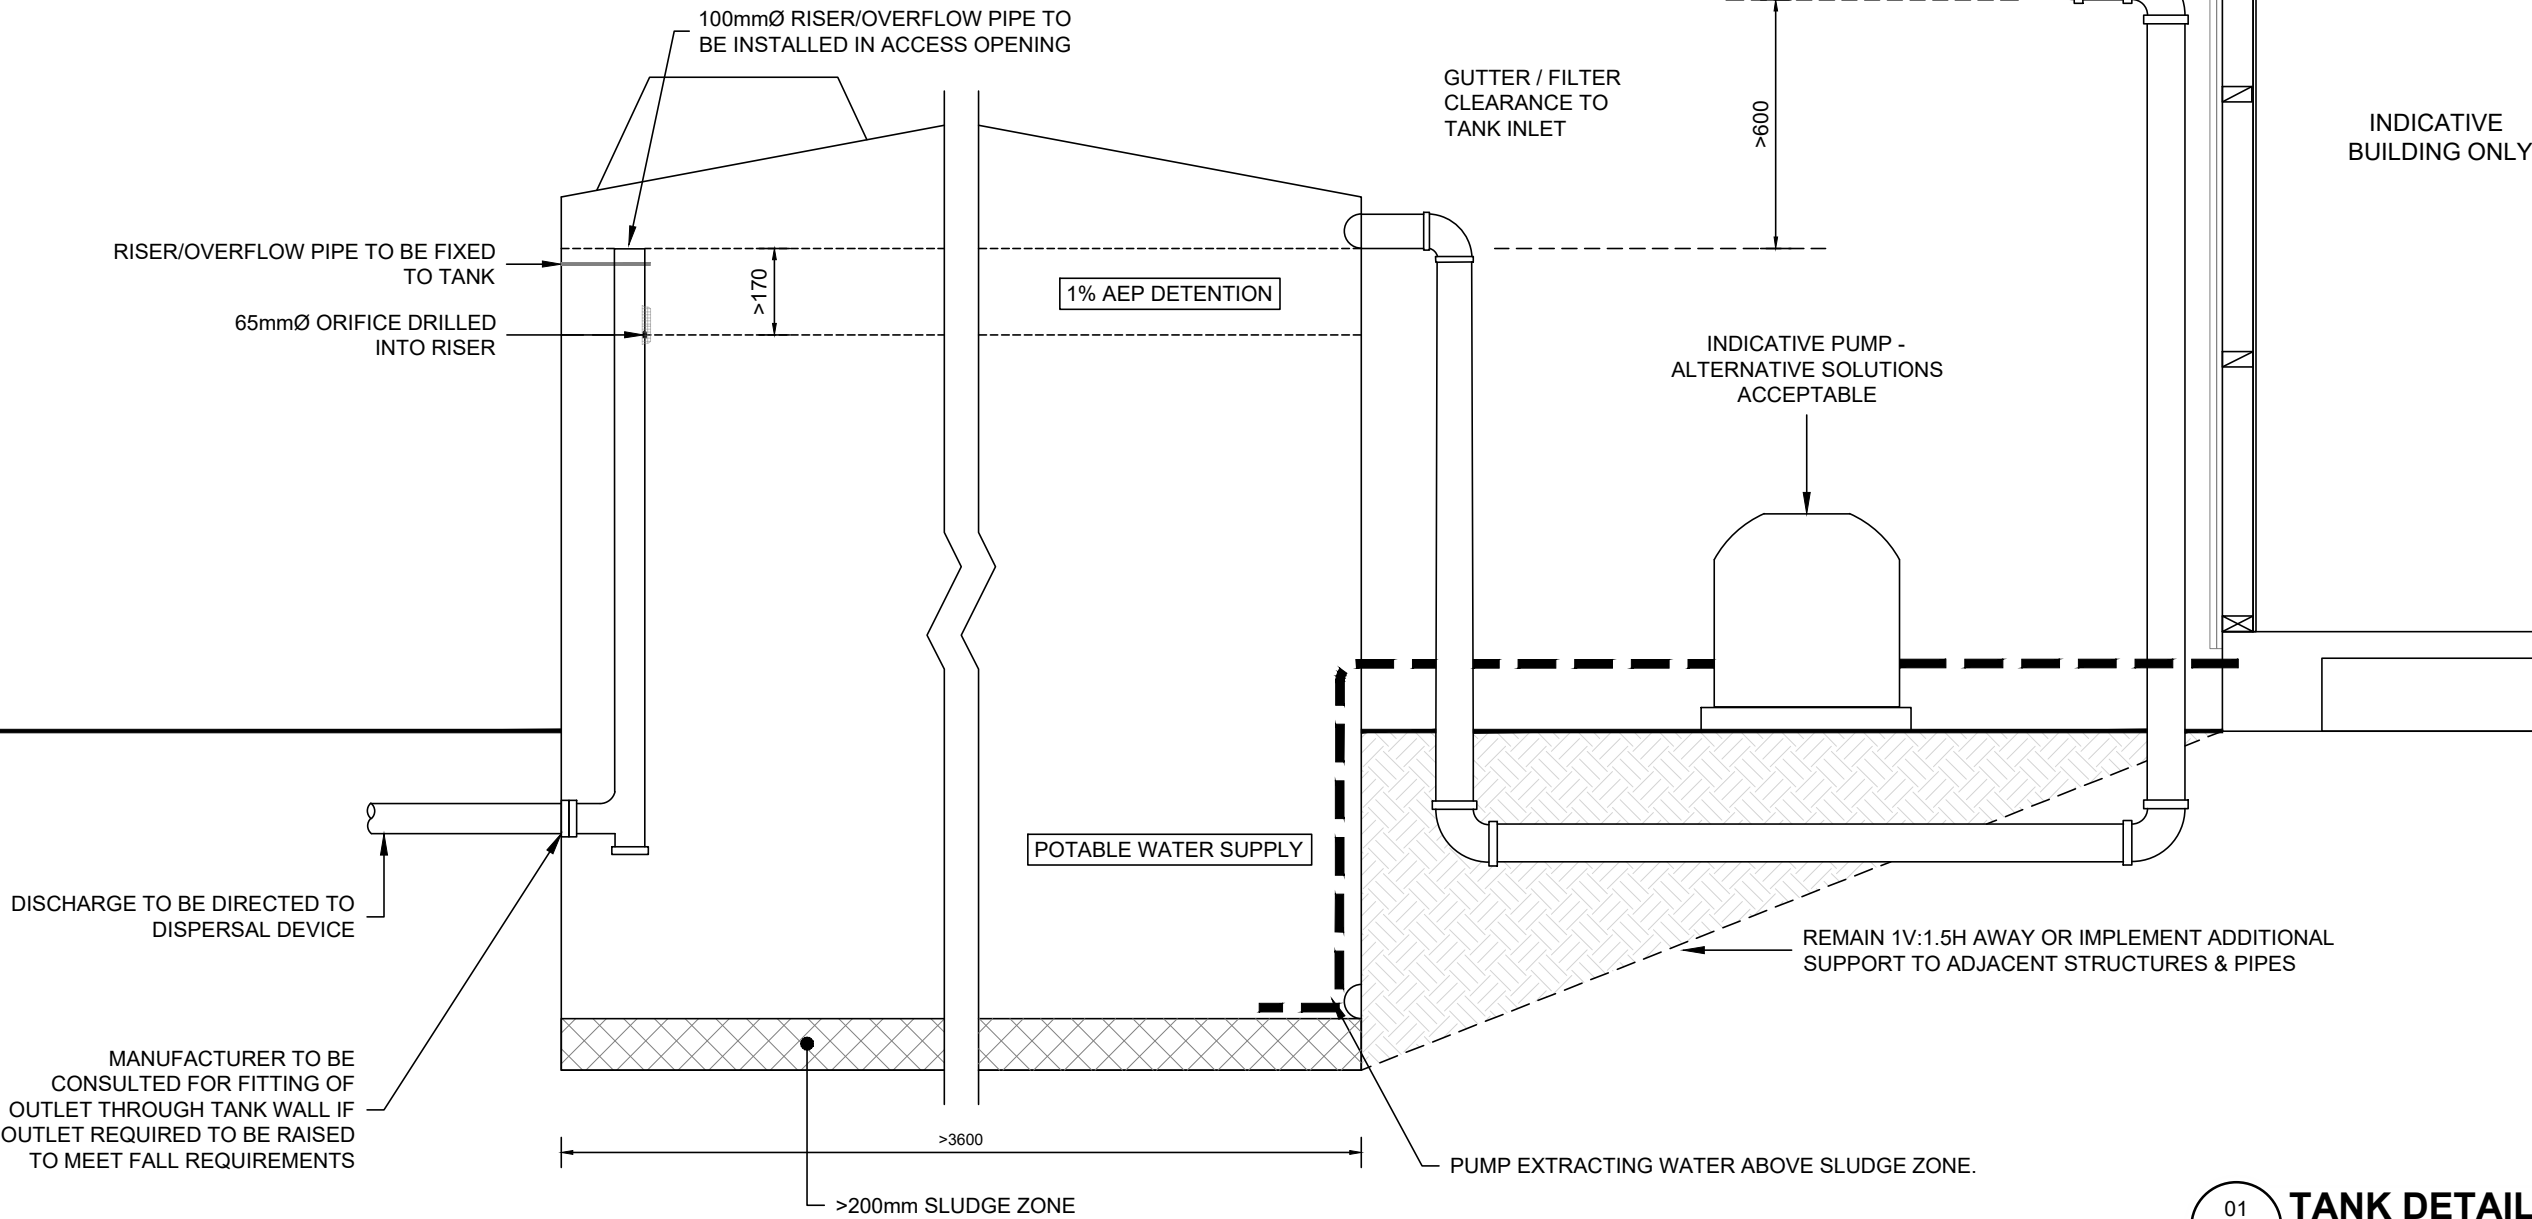 100mmØ RISER/OVERFLOW PIPE TO
BE INSTALLED IN ACCESS OPENING
GUTTER / FILTER
CLEARANCE TO
TANK INLET
>600
INDICATIVE
BUILDING ONLY
RISER/OVERFLOW PIPE TO BE FIXED
TO TANK
>170
1% AEP DETENTION
65mmØ ORIFICE DRILLED
INTO RISER
INDICATIVE PUMP -
ALTERNATIVE SOLUTIONS
ACCEPTABLE
POTABLE WATER SUPPLY
DISCHARGE TO BE DIRECTED TO
DISPERSAL DEVICE
REMAIN 1V:1.5H AWAY OR IMPLEMENT ADDITIONAL
SUPPORT TO ADJACENT STRUCTURES & PIPES
MANUFACTURER TO BE
CONSULTED FOR FITTING OF
OUTLET THROUGH TANK WALL IF
OUTLET REQUIRED TO BE RAISED
TO MEET FALL REQUIREMENTS
>3600
PUMP EXTRACTING WATER ABOVE SLUDGE ZONE.
>200mm SLUDGE ZONE
01
TANK DETAIL